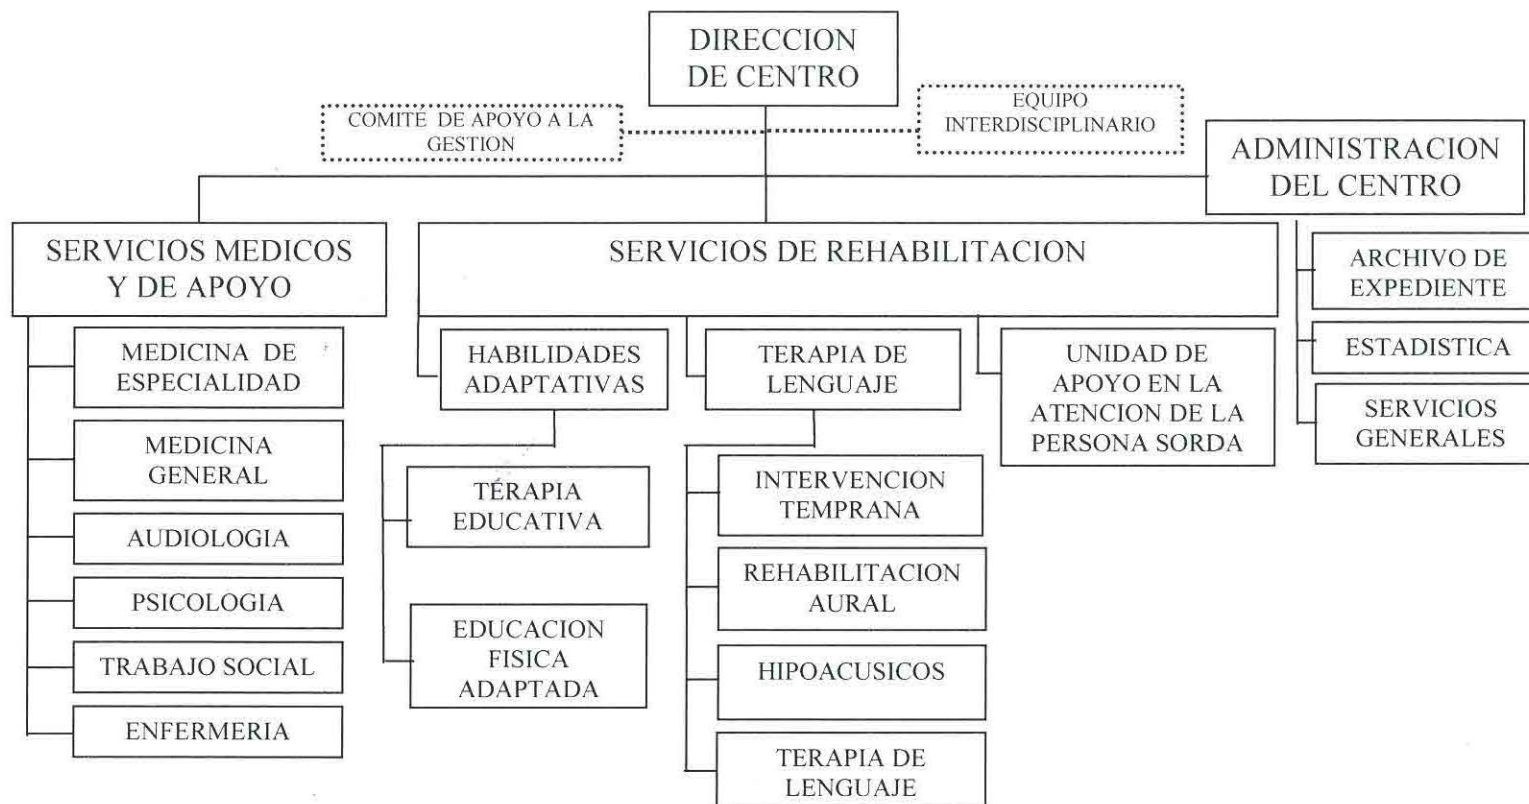 DIRECCION
DE CENTRO
COMITÉ DE APOYO A LA
GESTION
EQUIPO
INTERDISCIPLINARIO
ADMINISTRACION
DEL CENTRO
SERVICIOS MEDICOS
Y DE APOYO
SERVICIOS DE REHABILITACION
ARCHIVO DE
EXPEDIENTE
ESTADISTICA
SERVICIOS
GENERALES
MEDICINA DE
ESPECIALIDAD
MEDICINA
GENERAL
AUDIOLOGIA
PSICOLOGIA
TRABAJO SOCIAL
ENFERMERIA
HABILIDADES
ADAPTATIVAS
TÉRAPIA
EDUCATIVA
EDUCACION
FISICA
ADAPTADA
TERAPIA DE
LENGUAJE
INTERVENCION
TEMPRANA
REHABILITACION
AURAL
HIPOACUSICOS
TERAPIA DE
LENGUAJE
UNIDAD DE
APOYO EN LA
ATENCION DE LA
PERSONA SORDA